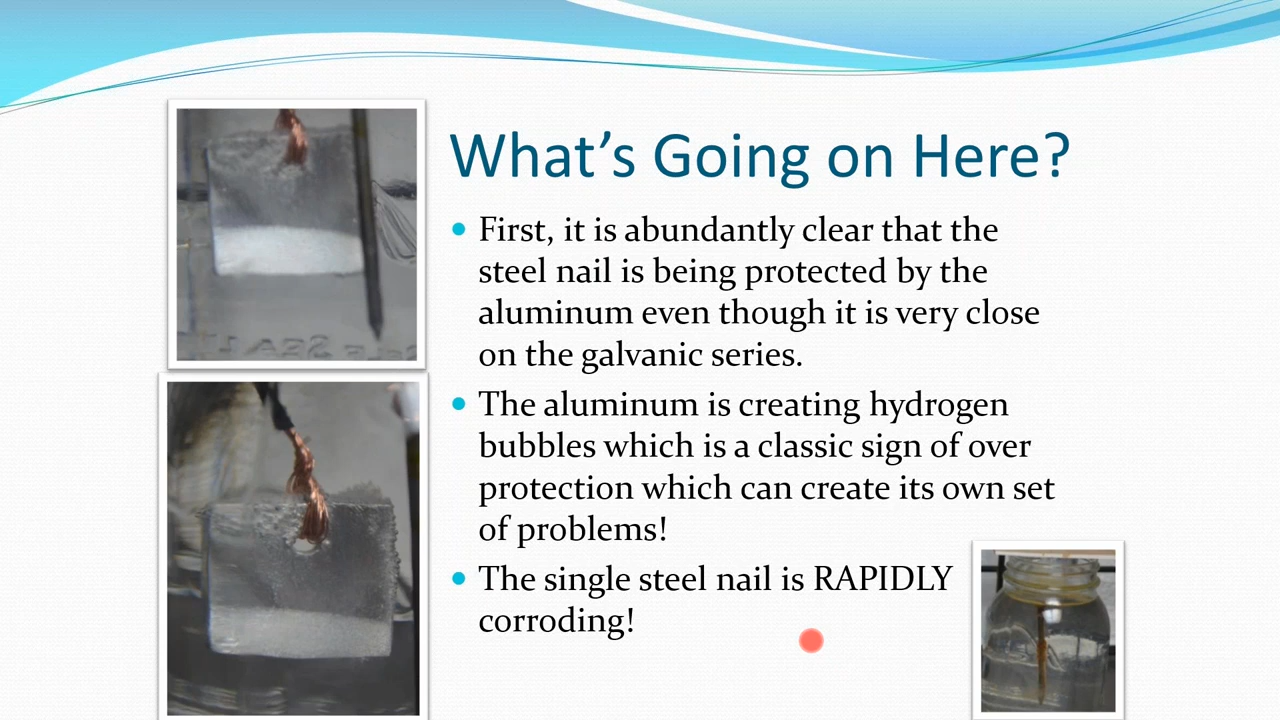 What’s Going on Here?
• First, it is abundantly clear that the
steel nail is being protected by the
aluminum even though it is very close
on the galvanic series.
• The aluminum is creating hydrogen
bubbles which is a classic sign of over
protection which can create its own set
of problems!
• The single steel nail is RAPIDLY
corroding!